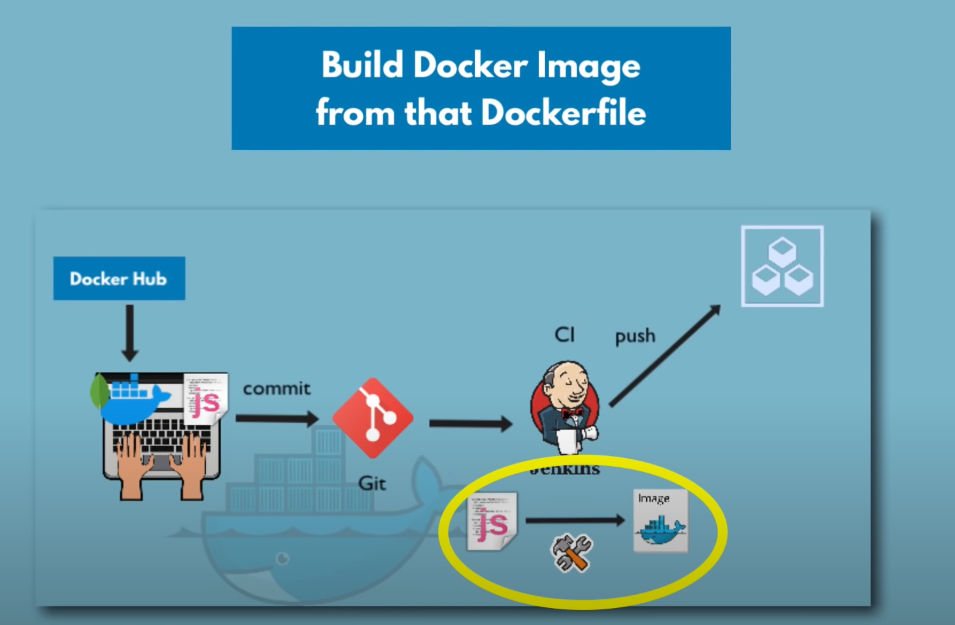 Build Docker Image
from that Dockerfile
Docker Hub
commit
Git
CI
push
Jenkins
js
js
Image